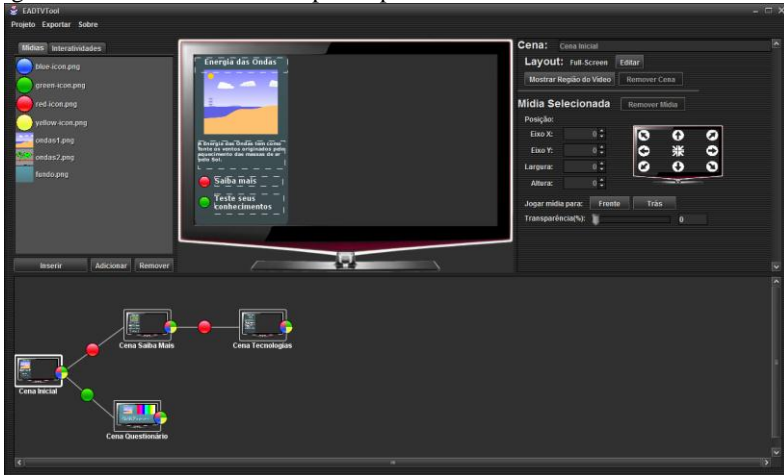 EADTVTool
Projeto Exportar Sobre
Mídias Interatividades
blue-icon.png
green-icon.png
red-icon.png
yellow-icon.png
ondas1.png
ondas2.png
fundo.png
Inserir Adicionar Remover
Energia das Ondas
A Energia das Ondas tem como
fonte os ventos originados pelo
aquecimento das massas de ar
pelo Sol.
Saiba mais
Teste seus
conhecimentos
Cena: Cena Inicial
Layout: Full-Screen Editar
Mostrar Região do Vídeo Remover Cena
Mídia Selecionada Remover Mídia
Posição:
Eixo X: 0
Eixo Y: 0
Largura: 0
Altura: 0
Jogar mídia para: Frente Trás
Transparência(%): 0
Cena Saiba Mais
Cena Tecnologias
Cena Inicial
Cena Questionário